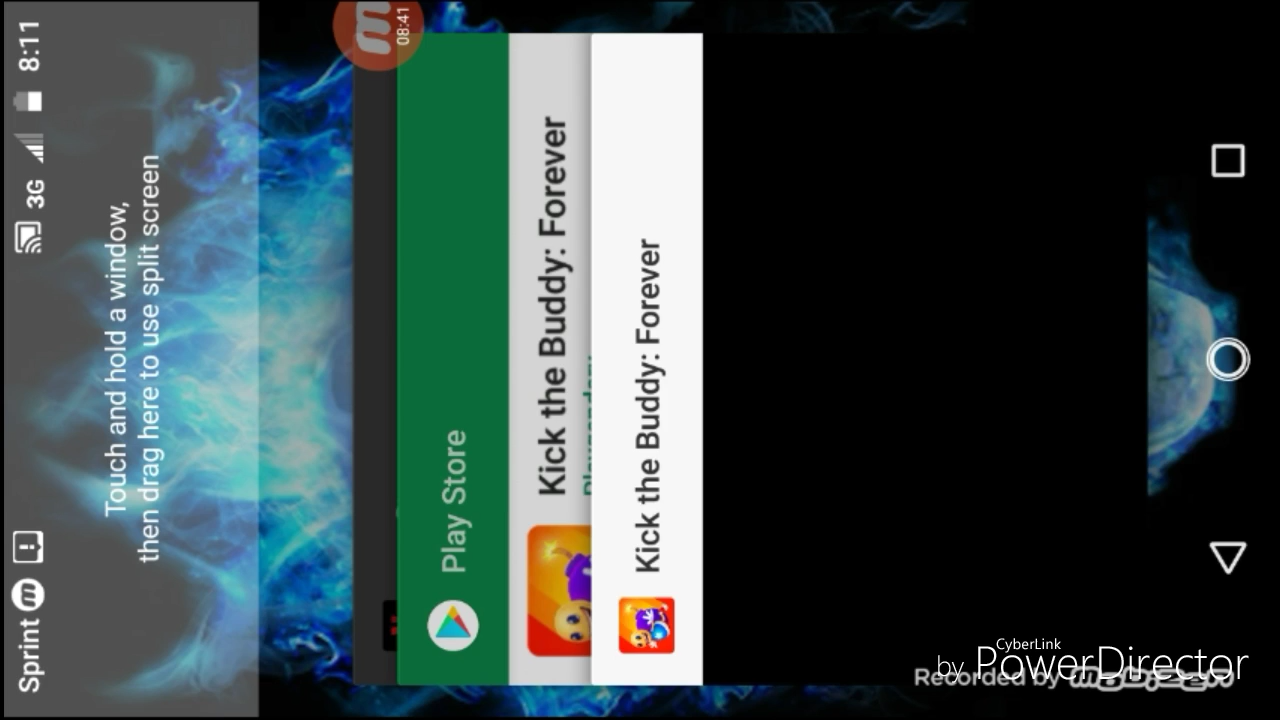 Sprint
3G
8:11
Touch and hold a window,
then drag here to use split screen
08:41
Play Store
Kick the Buddy: Forever
Kick the Buddy: Forever
CyberLink
by PowerDirector
Recorded by